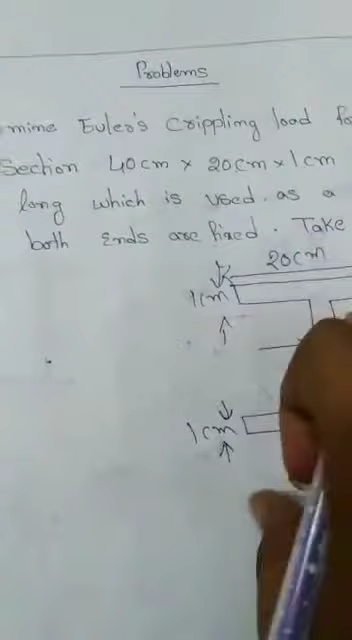 Problems
mine Euler's crippling load fo
Section 40cm × 20cm × 1cm
long which is used as a
both Ends are fixed. Take
20cm
1cm
1cm